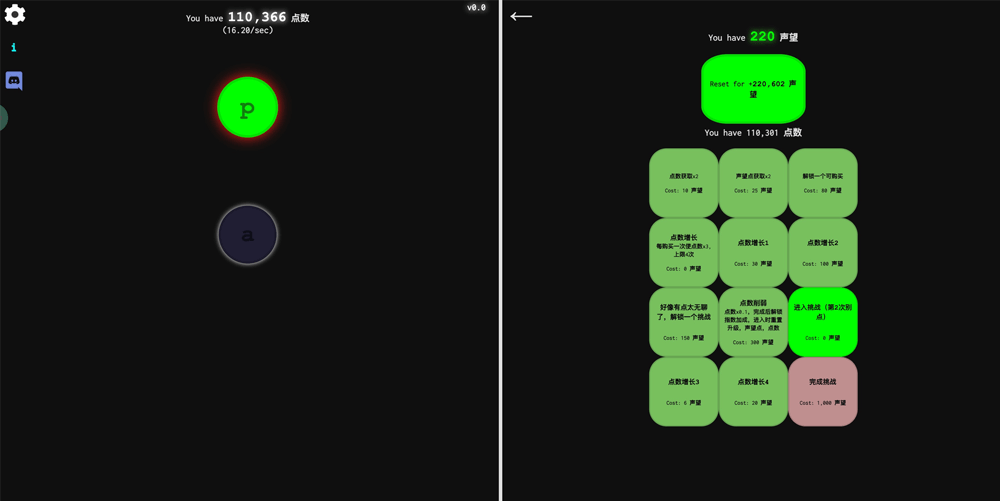 You have 110,366 点数
(16.20/sec)
v0.0
i
p
a
You have 220 声望
Reset for +220,602 声
望
You have 110,301 点数
点数获取x2
Cost: 10 声望
声望点获取x2
Cost: 25 声望
解锁一个可购买
Cost: 80 声望
点数增长
每购买一次使点数x3,
上限4次
Cost: 0 声望
点数增长1
Cost: 30 声望
点数增长2
Cost: 100 声望
好像有点太无聊
了，解锁一个挑战
Cost: 150 声望
点数削弱
点数x0.1，完成后解锁
指数加成，进入时重置
升级，声望点，点数
Cost: 300 声望
进入挑战（第2次别
点）
Cost: 0 声望
点数增长3
Cost: 6 声望
点数增长4
Cost: 20 声望
完成挑战
Cost: 1,000 声望